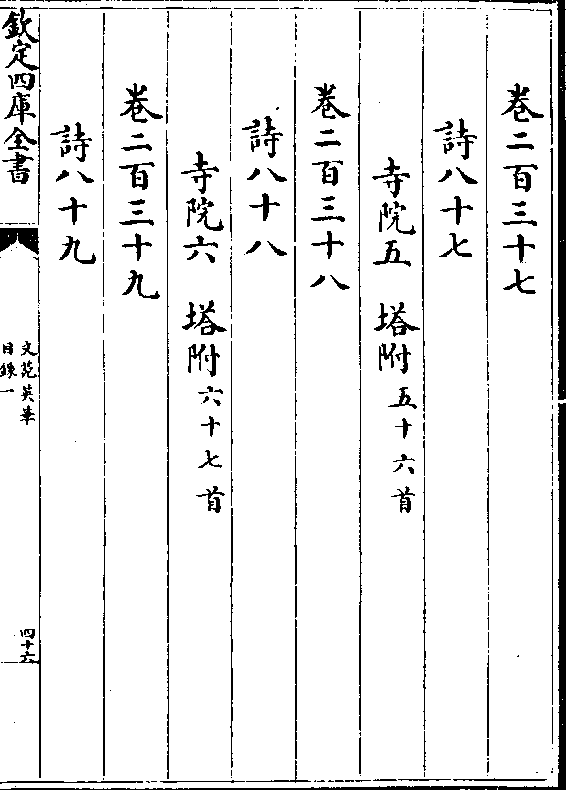 卷二百三十七
詩八十七
寺院五 塔附五十六首
卷二百三十八
詩八十八
寺院六 塔附六十七首
卷二百三十九
詩八十九
欽定四庫全書
文苑英華
目錄一
四十六